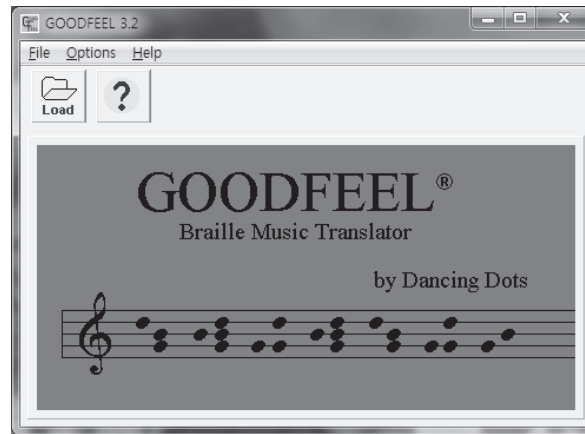 GOODFEEL 3.2
File Options Help
Load
GOODFEEL®
Braille Music Translator
by Dancing Dots